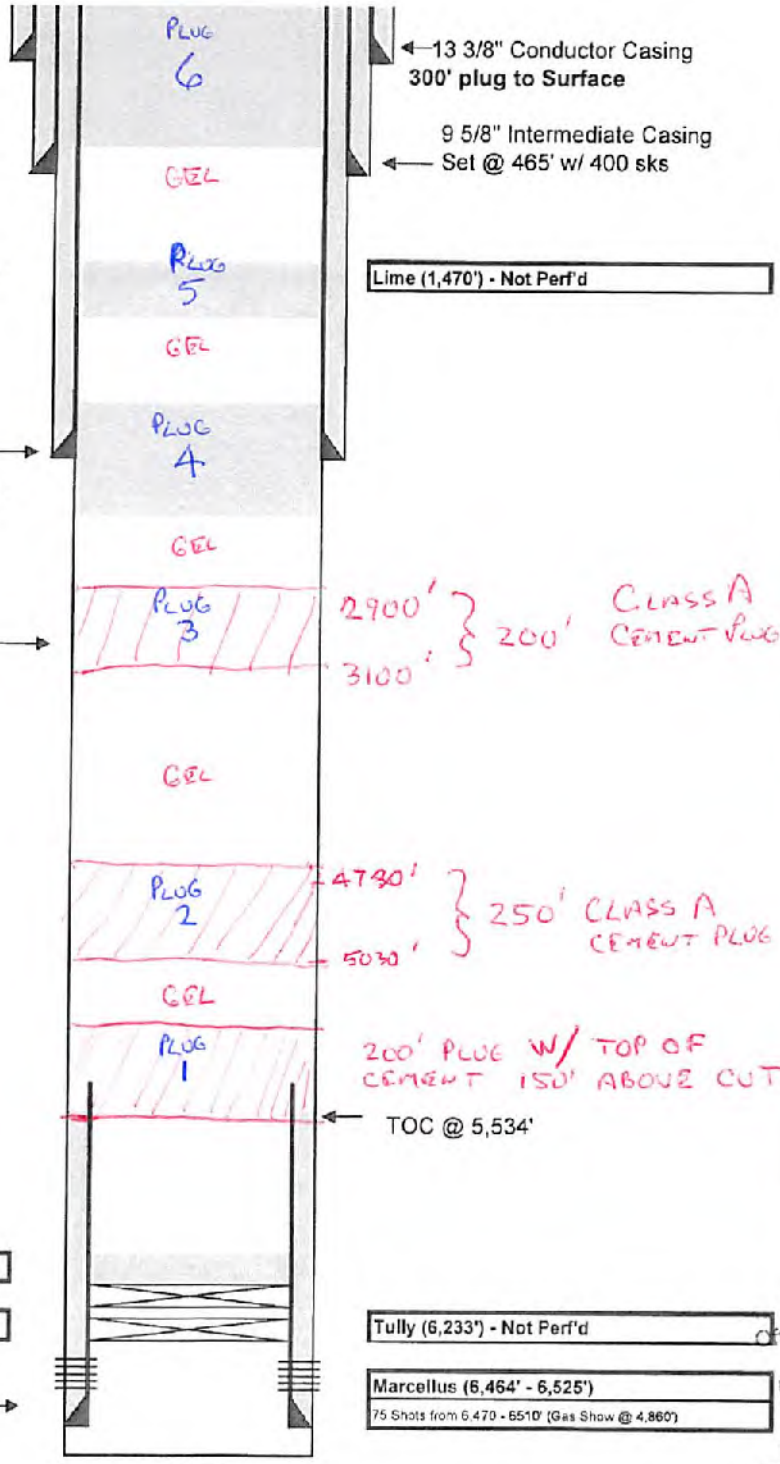 PLUG
6
13 3/8" Conductor Casing
300' plug to Surface
9 5/8" Intermediate Casing
Set @ 465' w/ 400 sks
GEL
PLUG
5
Lime (1,470') - Not Perf'd
GEL
PLUG
4
GEL
PLUG
3
2900'
3100'
200'
CLASS A
CEMENT PLUG
GEL
PLUG
2
4780'
5030'
250' CLASS A
CEMENT PLUG
GEL
PLUG
1
200' PLUG W/ TOP OF
CEMENT 150' ABOVE CUT
TOC @ 5,534'
Tully (6,233') - Not Perf'd
Of
Marcellus (6,464' - 6,525')
75 Shots from 6,470 - 6510' (Gas Show @ 4,860')